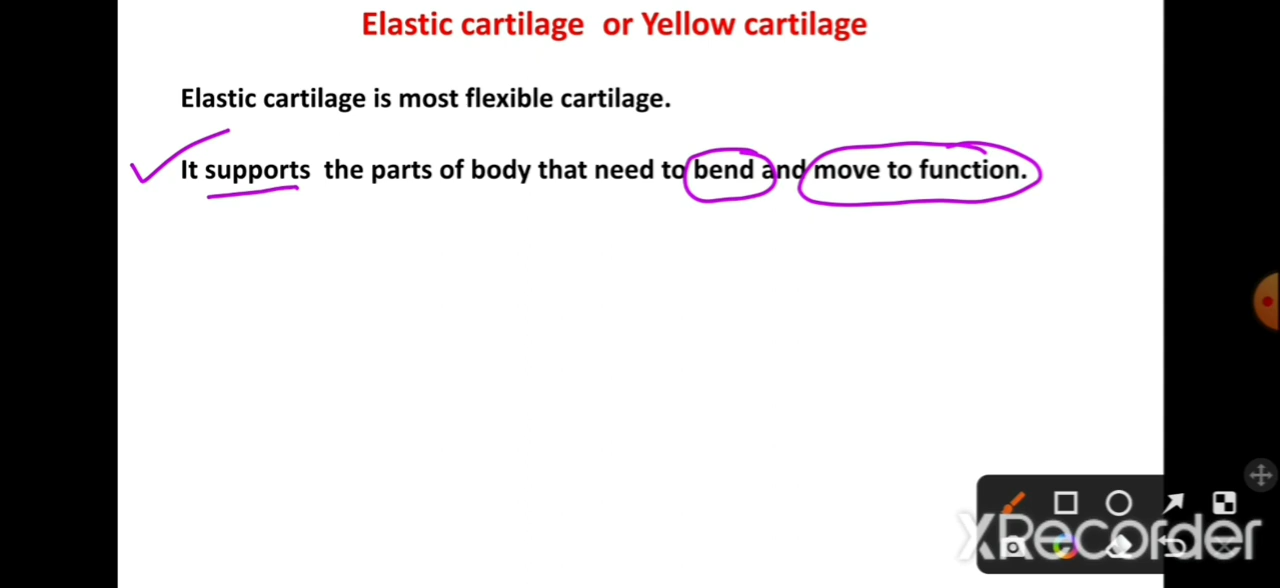 Elastic cartilage or Yellow cartilage
Elastic cartilage is most flexible cartilage.
It supports the parts of body that need to bend and move to function.
XRecorder